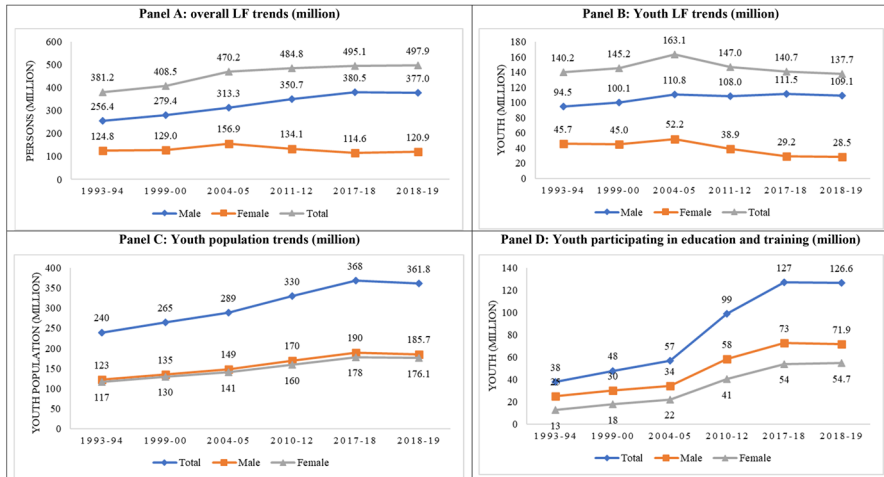 Panel A: overall LF trends (million)
PERSONS (MILLION)
600
500
400
300
200
100
0
381.2 408.5 470.2 484.8 495.1 497.9
256.4 279.4 313.3 350.7 380.5 377.0
124.8 129.0 156.9 134.1 114.6 120.9
1993-94 1999-00 2004-05 2011-12 2017-18 2018-19
Male Female Total
Panel B: Youth LF trends (million)
YOUTH (MILLION)
180
160
140
120
100
80
60
40
20
0
140.2 145.2 163.1 147.0 140.7 137.7
94.5 100.1 110.8 108.0 111.5 109.1
45.7 45.0 52.2 38.9 29.2 28.5
1993-94 1999-00 2004-05 2011-12 2017-18 2018-19
Male Female Total
Panel C: Youth population trends (million)
YOUTH POPULATION (MILLION)
400
350
300
250
200
150
100
50
0
240 265 289 330 368 361.8
123 135 149 170 190 185.7
117 130 141 160 178 176.1
1993-94 1999-00 2004-05 2010-12 2017-18 2018-19
Total Male Female
Panel D: Youth participating in education and training (million)
YOUTH (MILLION)
140
120
100
80
60
40
20
0
38 48 57 99 127 126.6
30 34 58 73 71.9
13 18 22 41 54 54.7
1993-94 1999-00 2004-05 2010-12 2017-18 2018-19
Total Male Female